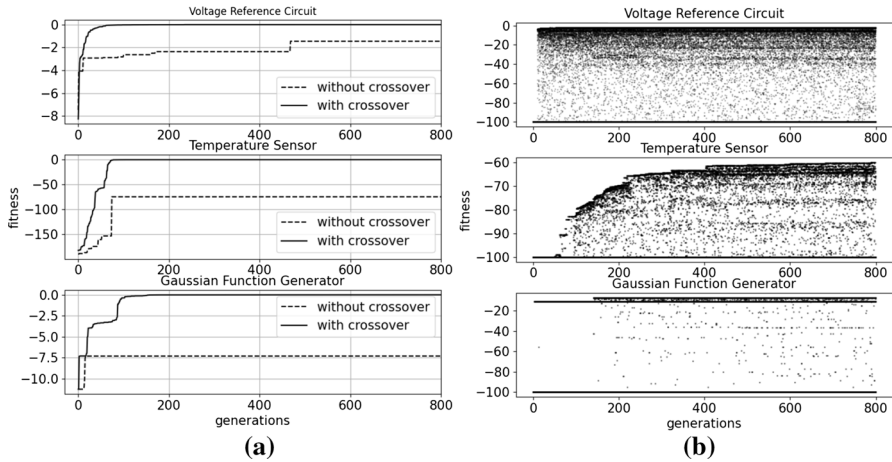 Voltage Reference Circuit
0
−2
−4
−6
−8
without crossover
with crossover
0 200 400 600 800
Temperature Sensor
0
−50
−100
−150
fitness
without crossover
with crossover
0 200 400 600 800
Gaussian Function Generator
0.0
−2.5
−5.0
−7.5
−10.0
without crossover
with crossover
0 200 400 600 800
generations
(a)
Voltage Reference Circuit
−20
−40
−60
−80
−100
0 200 400 600 800
Temperature Sensor
−60
−70
−80
−90
−100
fitness
0 200 400 600 800
Gaussian Function Generator
−20
−40
−60
−80
−100
0 200 400 600 800
generations
(b)